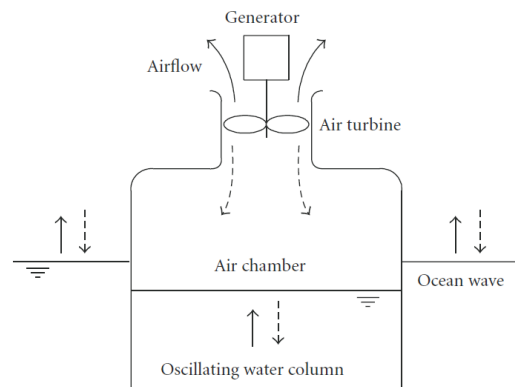 Generator
Airflow
Air turbine
Air chamber
Ocean wave
Oscillating water column